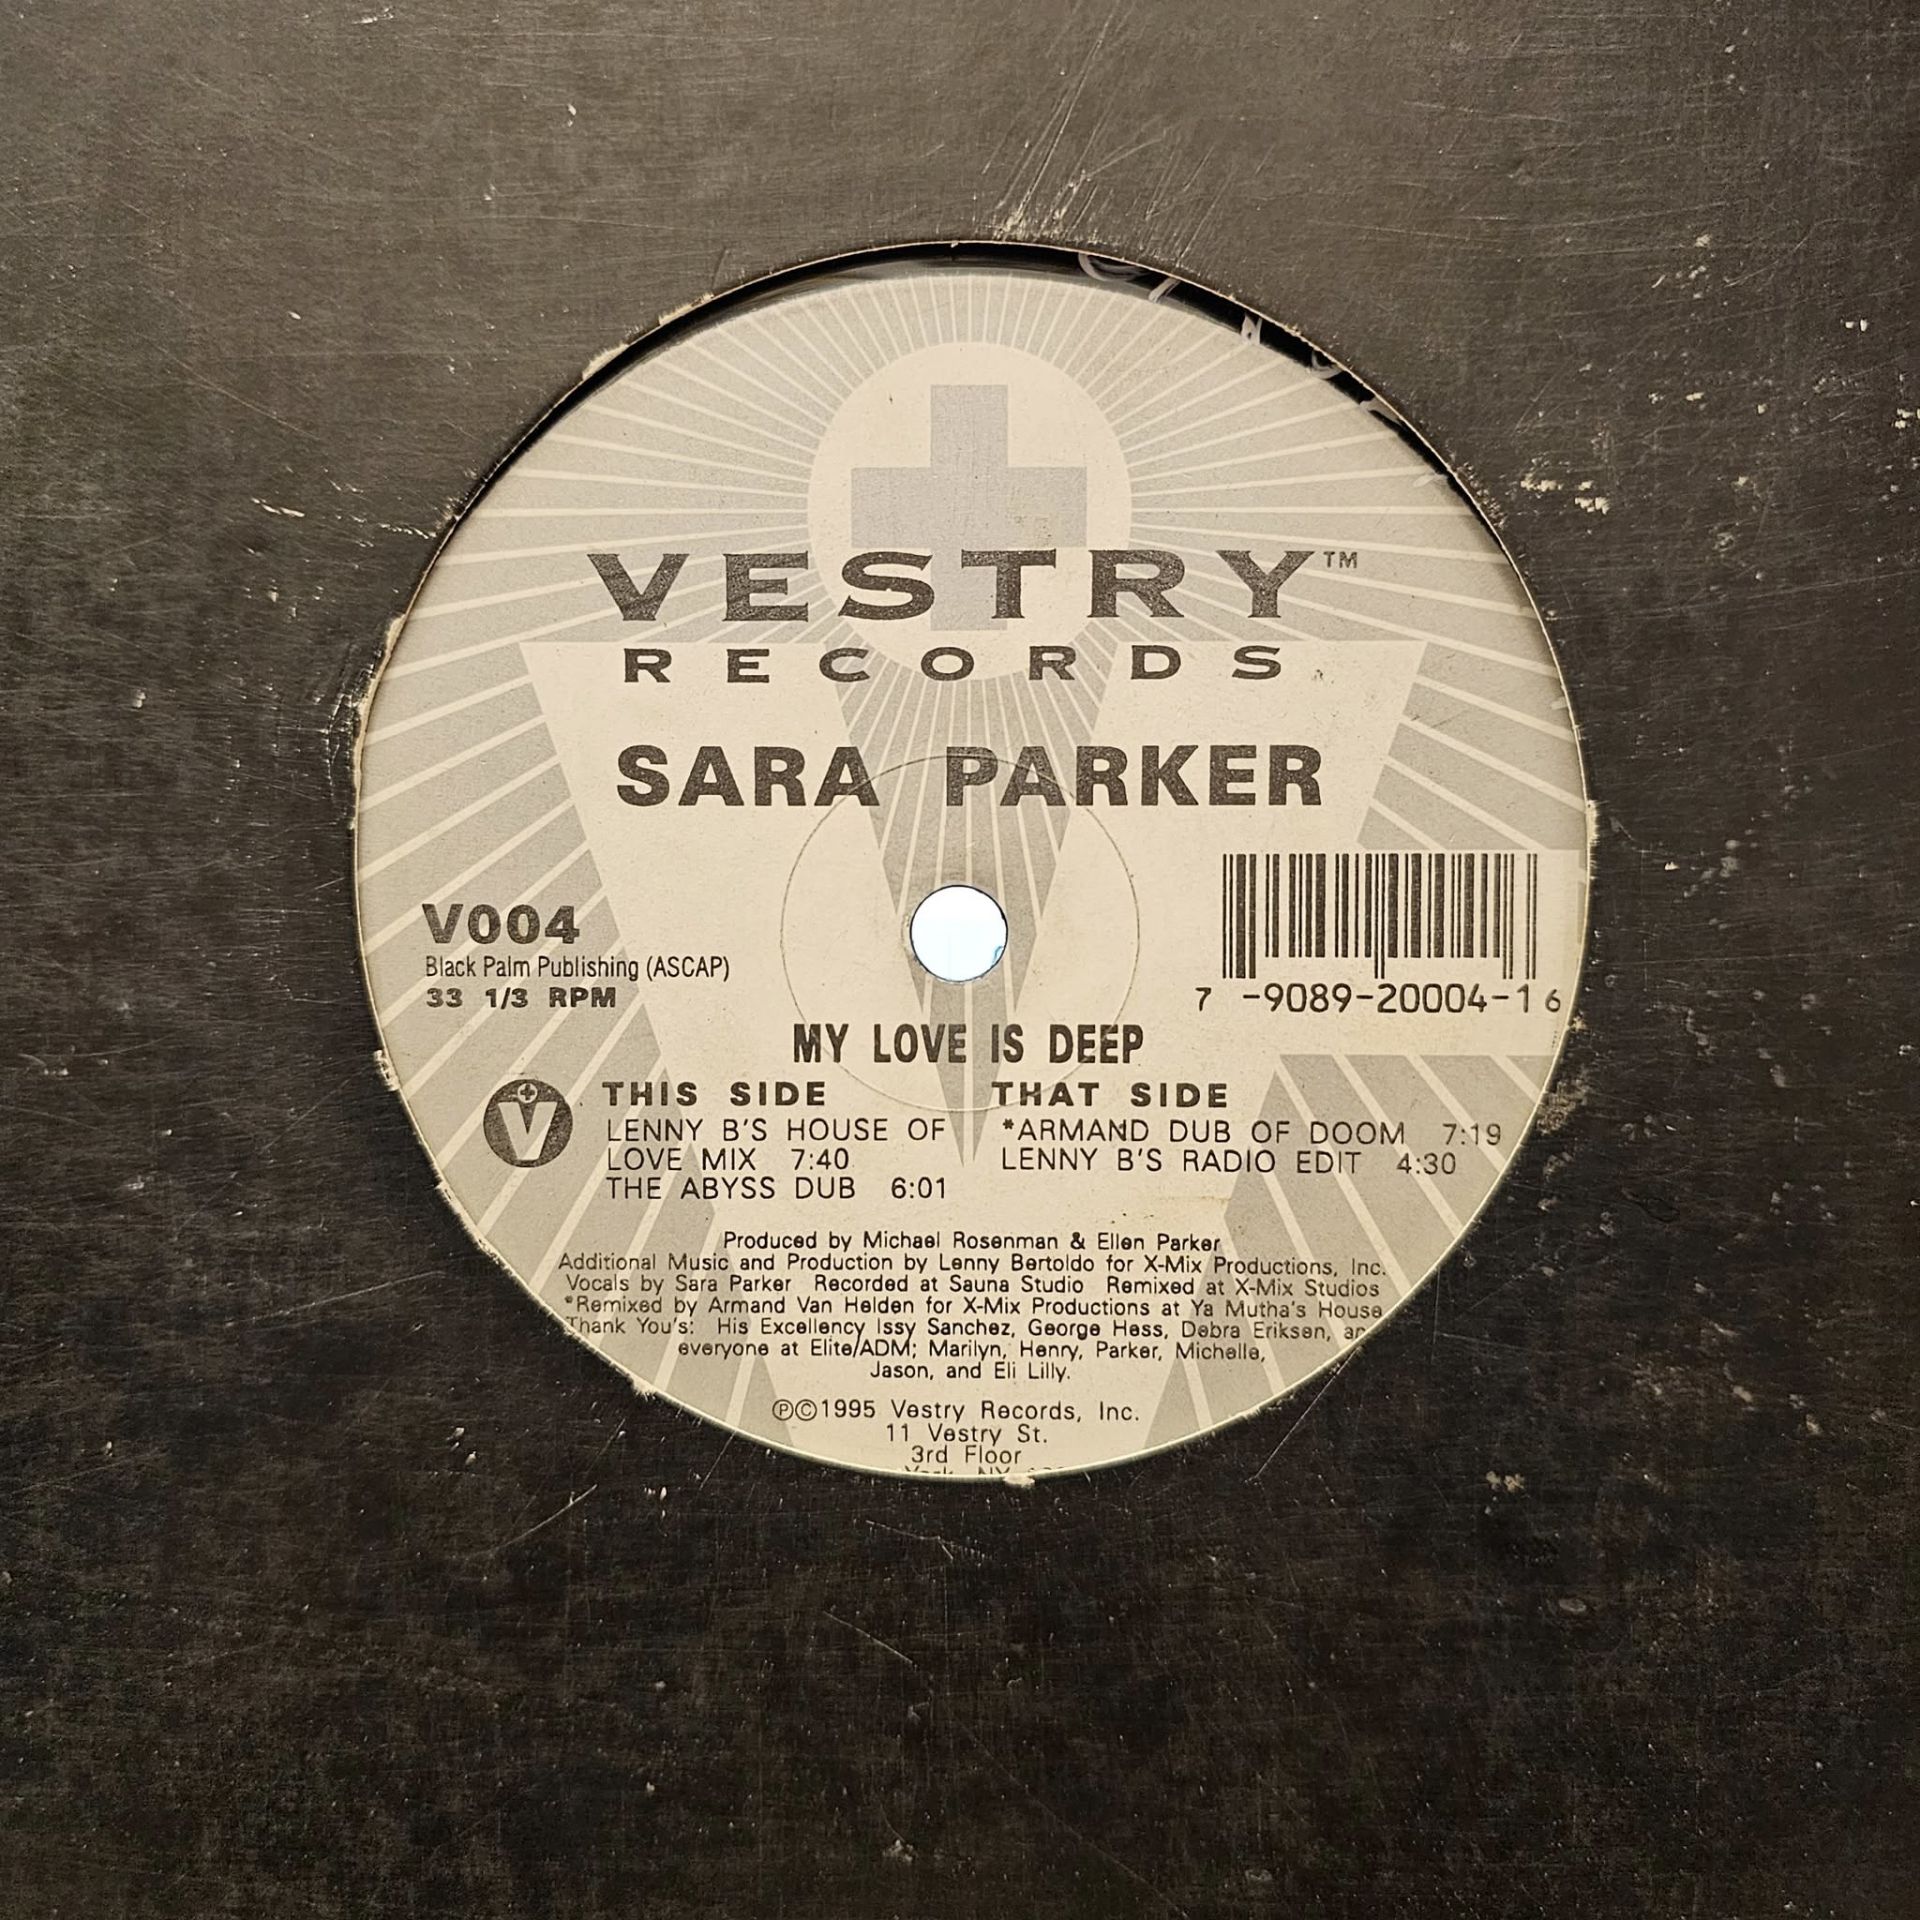 VESTRY™
RECORDS
SARA PARKER
V004
Black Palm Publishing (ASCAP)
33 1/3 RPM
7 -9089-20004-1 6
MY LOVE IS DEEP
V
THIS SIDE
LENNY B'S HOUSE OF
LOVE MIX 7:40
THE ABYSS DUB 6:01
THAT SIDE
*ARMAND DUB OF DOOM 7:19
LENNY B'S RADIO EDIT 4:30
Produced by Michael Rosenman & Ellen Parker
Additional Music and Production by Lenny Bertoldo for X-Mix Productions, Inc.
Vocals by Sara Parker Recorded at Sauna Studio Remixed at X-Mix Studios
*Remixed by Armand Van Helden for X-Mix Productions at Ya Mutha's House
Thank You's: His Excellency Issy Sanchez, George Hess, Debra Eriksen,
everyone at Elite/ADM; Marilyn, Henry, Parker, Michelle,
Jason, and Eli Lilly.
℗©1995 Vestry Records, Inc.
11 Vestry St.
3rd Floor